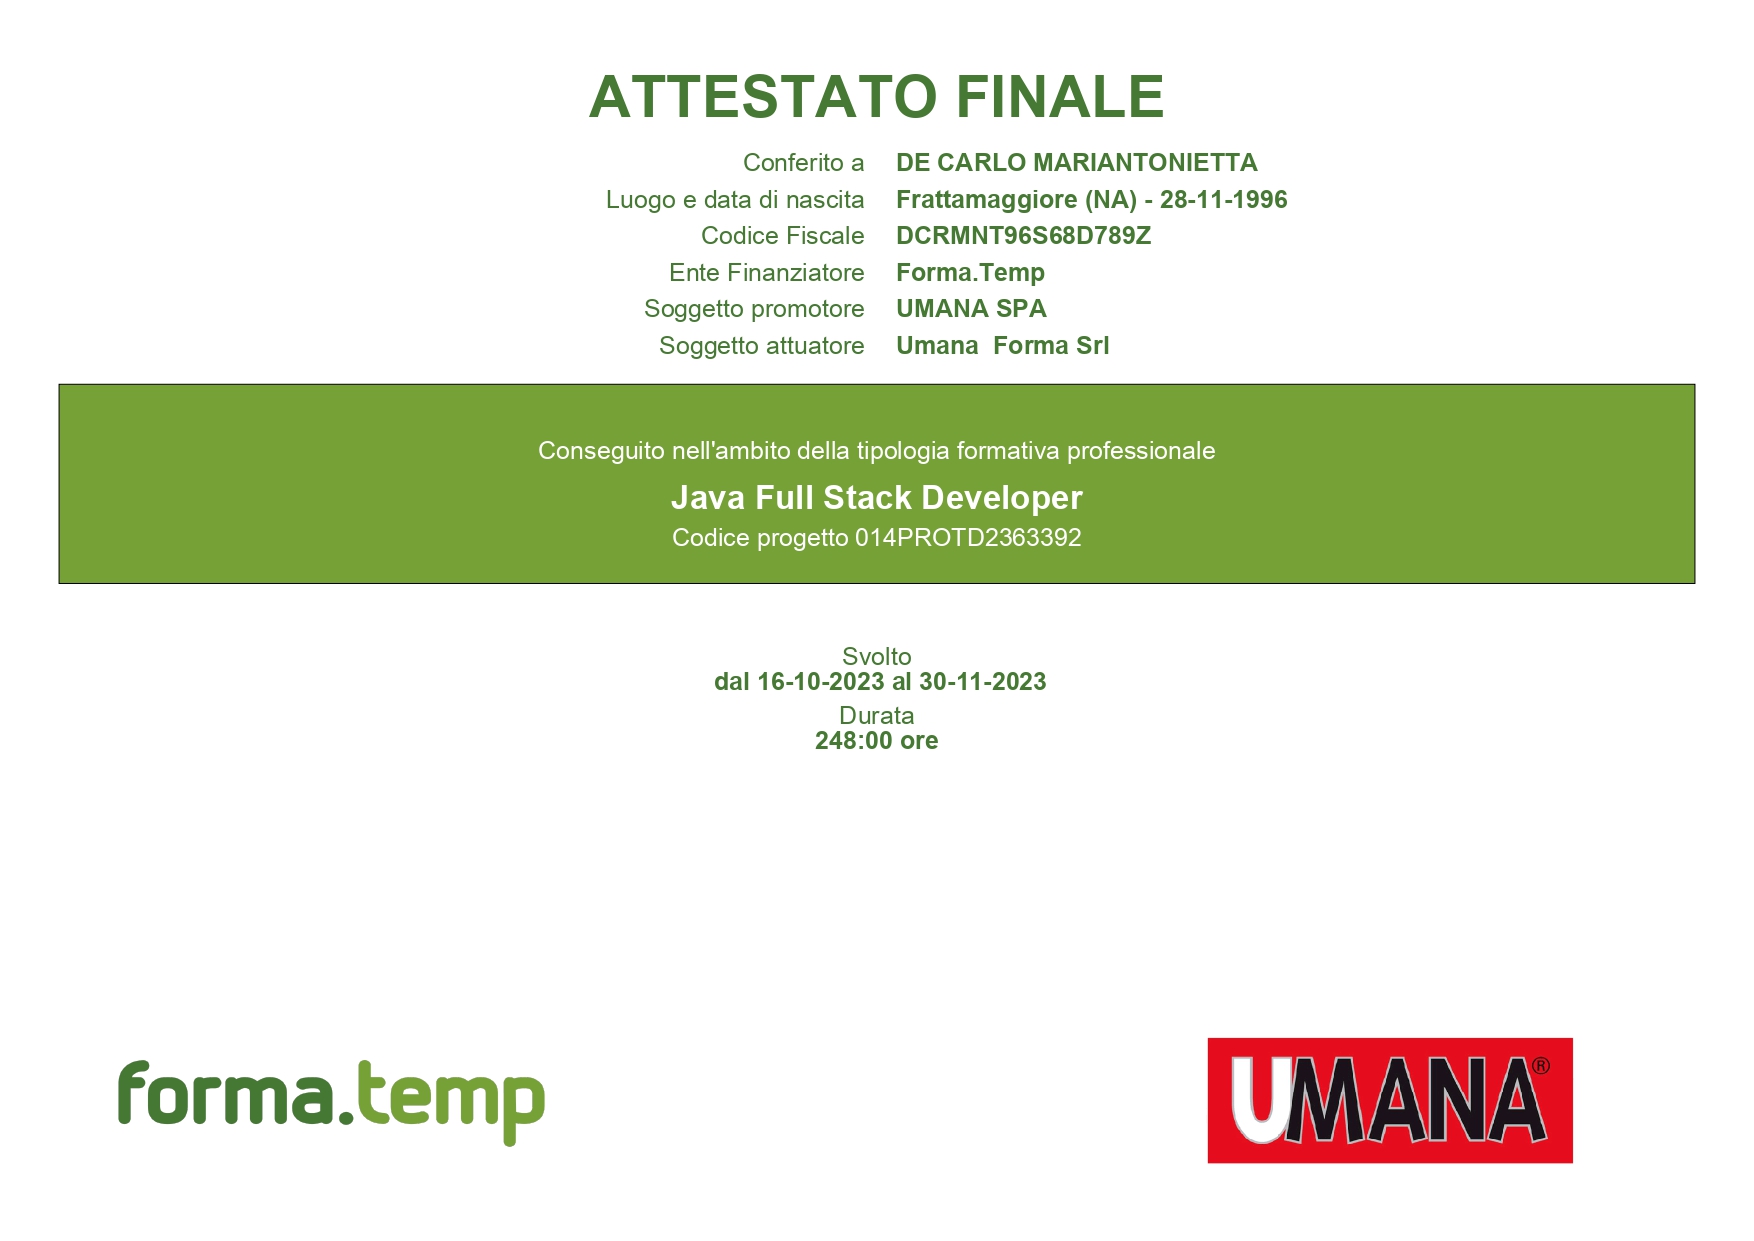 ATTESTATO FINALE
Conferito a DE CARLO MARIANTONIETTA
Luogo e data di nascita Frattamaggiore (NA) - 28-11-1996
Codice Fiscale DCRMNT96S68D789Z
Ente Finanziatore Forma.Temp
Soggetto promotore UMANA SPA
Soggetto attuatore Umana  Forma Srl
Conseguito nell'ambito della tipologia formativa professionale
Java Full Stack Developer
Codice progetto 014PROTD2363392
Svolto
dal 16-10-2023 al 30-11-2023
Durata
248:00 ore
forma.temp
UMANA®